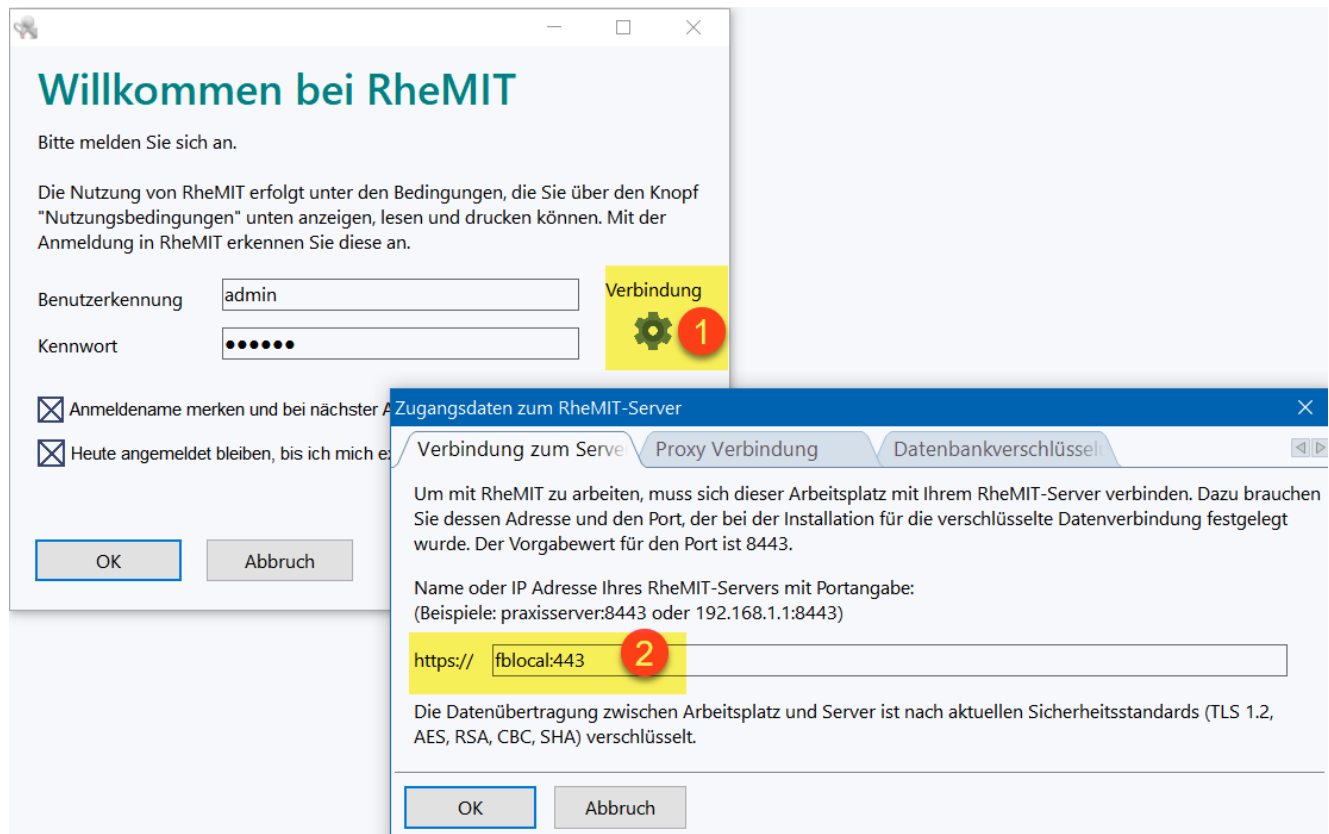 Willkommen bei RheMIT
Bitte melden Sie sich an.
Die Nutzung von RheMIT erfolgt unter den Bedingungen, die Sie über den Knopf
"Nutzungsbedingungen" unten anzeigen, lesen und drucken können. Mit der
Anmeldung in RheMIT erkennen Sie diese an.
Benutzerkennung admin
Verbindung
1
Kennwort ●●●●●●
Anmeldename merken und bei nächster
Heute angemeldet bleiben, bis ich mich
OK Abbruch
Zugangsdaten zum RheMIT-Server
Verbindung zum Serve Proxy Verbindung Datenbankverschlüssel
Um mit RheMIT zu arbeiten, muss sich dieser Arbeitsplatz mit Ihrem RheMIT-Server verbinden. Dazu brauchen
Sie dessen Adresse und den Port, der bei der Installation für die verschlüsselte Datenverbindung festgelegt
wurde. Der Vorgabewert für den Port ist 8443.
Name oder IP Adresse Ihres RheMIT-Servers mit Portangabe:
(Beispiele: praxisserver:8443 oder 192.168.1.1:8443)
https:// fblocal:443 2
Die Datenübertragung zwischen Arbeitsplatz und Server ist nach aktuellen Sicherheitsstandards (TLS 1.2,
AES, RSA, CBC, SHA) verschlüsselt.
OK Abbruch